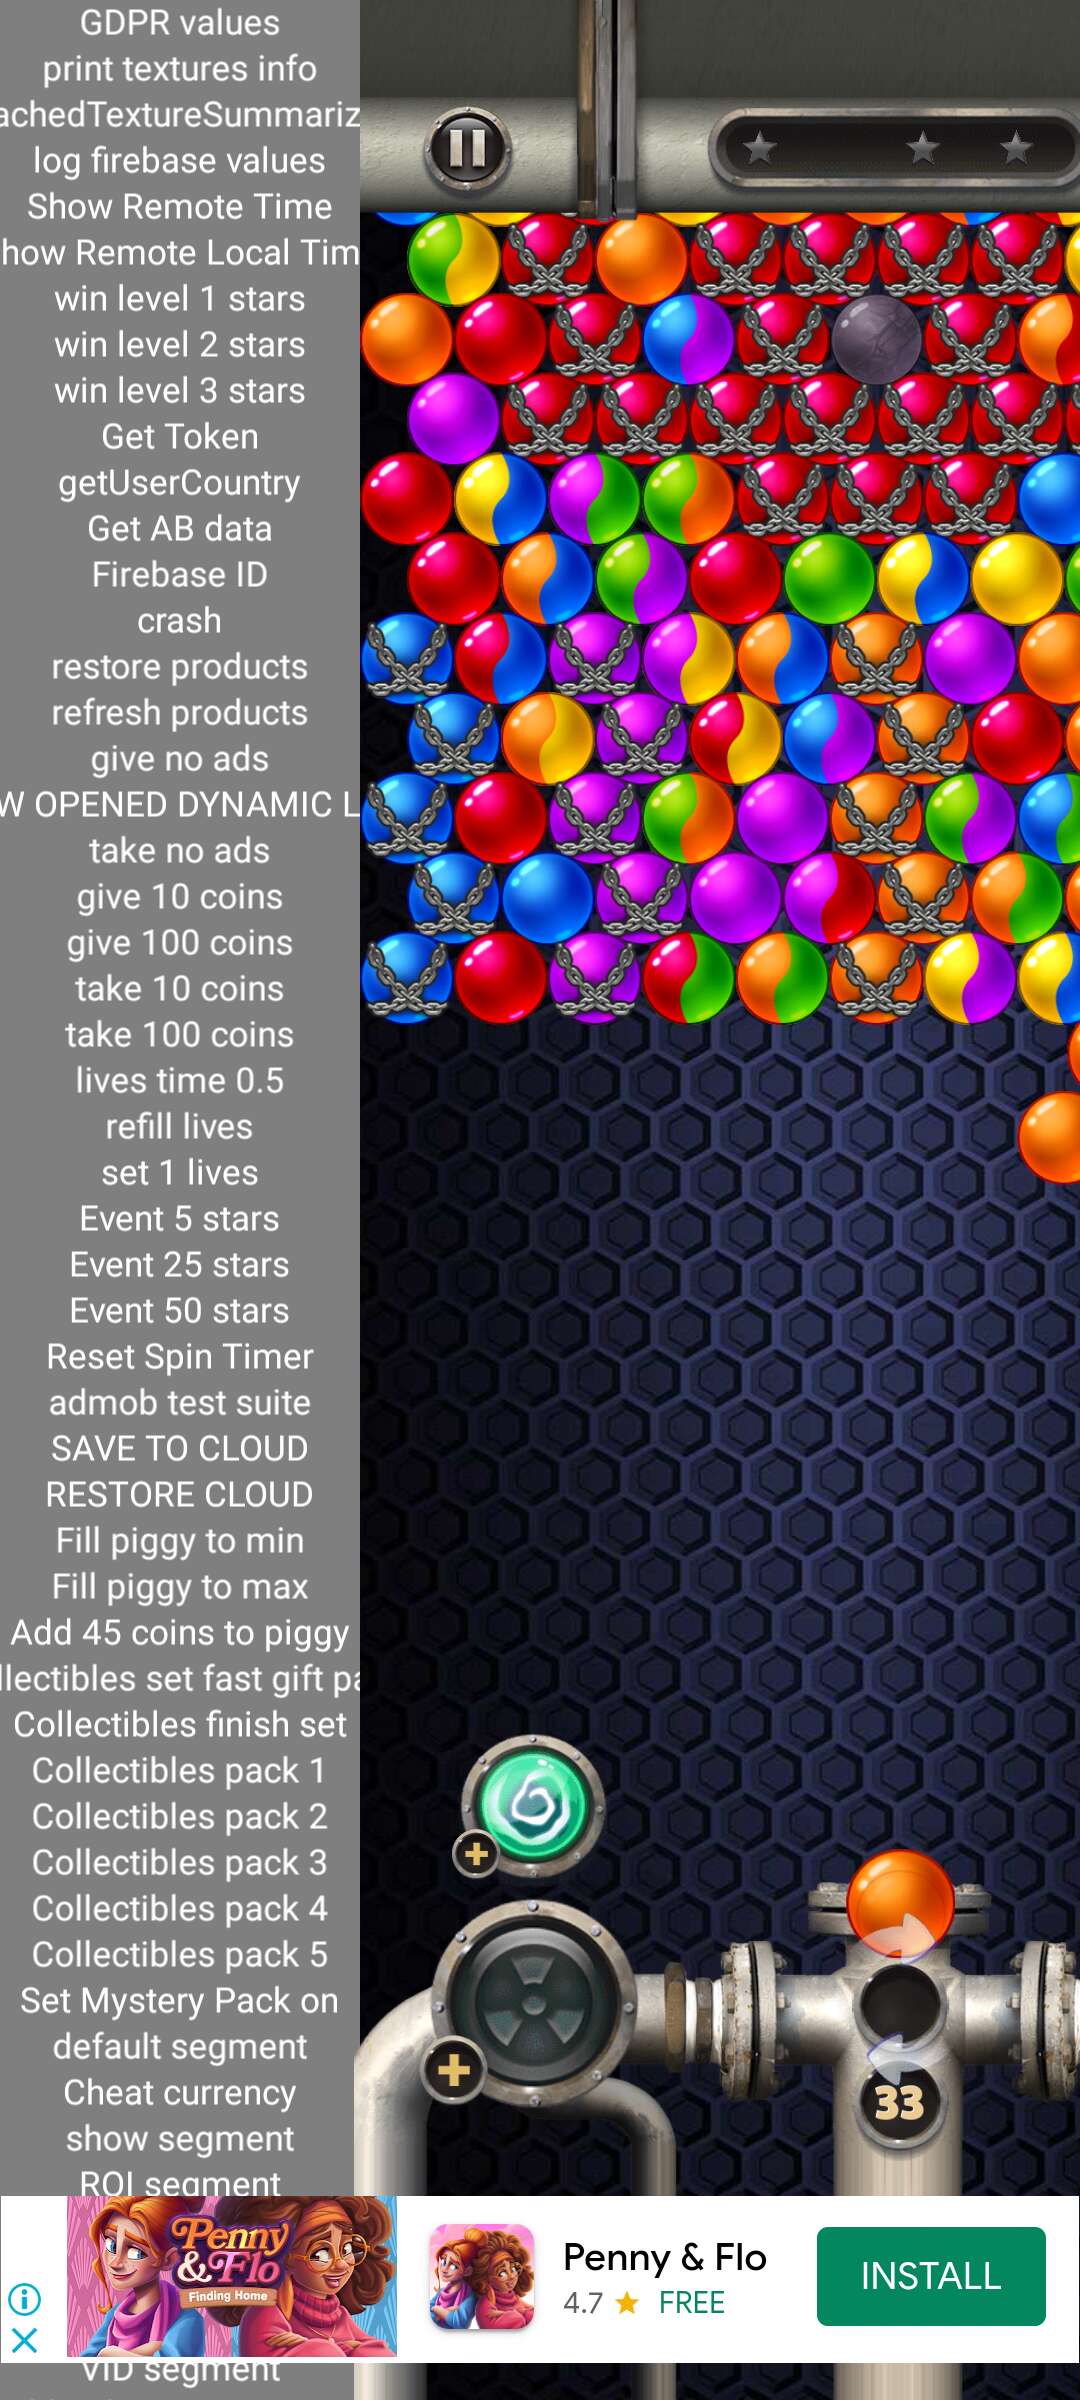 GDPR values
print textures info
achedTextureSummariz
log firebase values
Show Remote Time
how Remote Local Tim
win level 1 stars
win level 2 stars
win level 3 stars
Get Token
getUserCountry
Get AB data
Firebase ID
crash
restore products
refresh products
give no ads
W OPENED DYNAMIC L
take no ads
give 10 coins
give 100 coins
take 10 coins
take 100 coins
lives time 0.5
refill lives
set 1 lives
Event 5 stars
Event 25 stars
Event 50 stars
Reset Spin Timer
admob test suite
SAVE TO CLOUD
RESTORE CLOUD
Fill piggy to min
Fill piggy to max
Add 45 coins to piggy
llectibles set fast gift pa
Collectibles finish set
Collectibles pack 1
Collectibles pack 2
Collectibles pack 3
Collectibles pack 4
Collectibles pack 5
Set Mystery Pack on
default segment
Cheat currency
show segment
ROI segment
33
Penny
&Flo
Finding Home
Penny & Flo
4.7 ★ FREE
INSTALL
VID segment